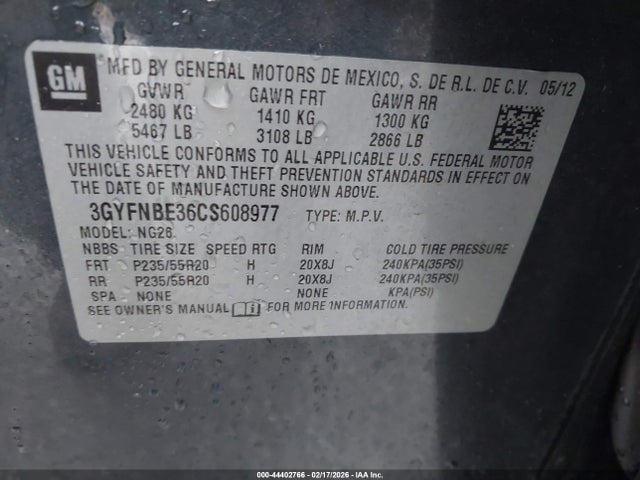 GM
MFD BY GENERAL MOTORS DE MEXICO, S. DE R.L. DE C.V. 05/12
GVWR GAWR FRT GAWR RR
2480 KG 1410 KG 1300 KG
5467 LB 3108 LB 2866 LB
THIS VEHICLE CONFORMS TO ALL APPLICABLE U.S. FEDERAL MOTOR
VEHICLE SAFETY AND THEFT PREVENTION STANDARDS IN EFFECT ON
THE DATE OF MANUFACTURE SHOWN ABOVE.
3GYFNBE36CS608977 TYPE: M.P.V.
MODEL: NG26
NBBS TIRE SIZE SPEED RTG RIM COLD TIRE PRESSURE
FRT P235/55R20 H 20X8J 240KPA(35PSI)
RR P235/55R20 H 20X8J 240KPA(35PSI)
SPA NONE NONE KPA(PSI)
SEE OWNER'S MANUAL FOR MORE INFORMATION.
000-44402766 - 02/17/2026 - IAAI.COM